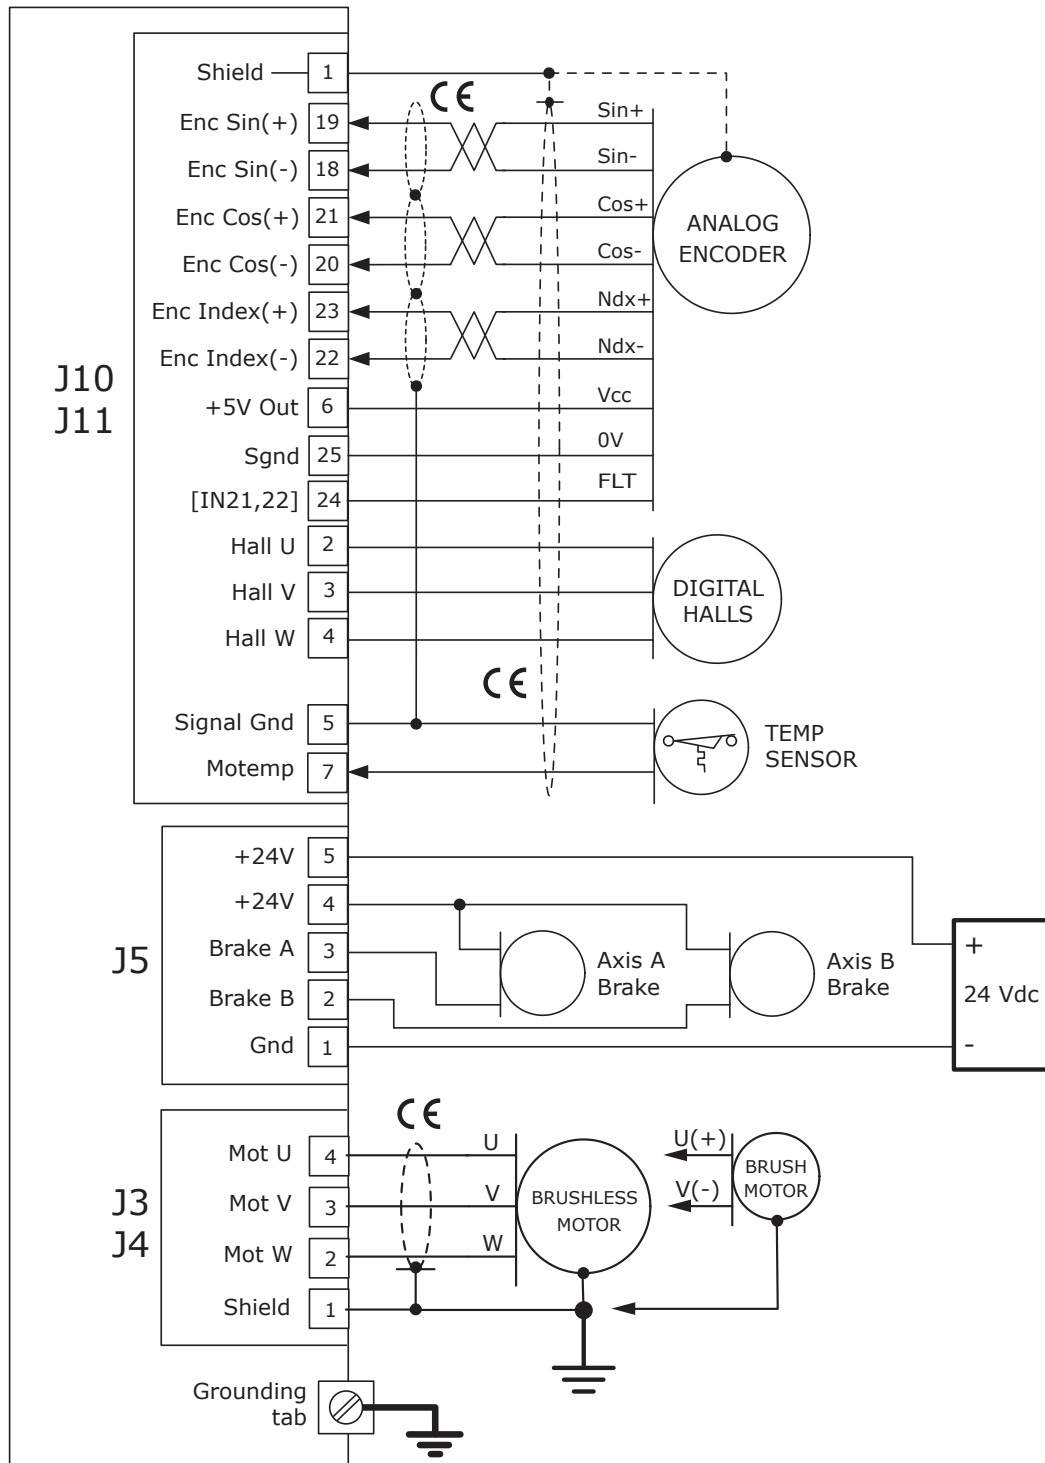 Shield 1
Enc Sin(+) 19 Sin+
Enc Sin(-) 18 Sin-
Enc Cos(+) 21 Cos+
Enc Cos(-) 20 Cos-
Enc Index(+) 23 Ndx+
Enc Index(-) 22 Ndx-
+5V Out 6 Vcc
Sgnd 25 0V
[IN21,22] 24 FLT
Hall U 2
Hall V 3
Hall W 4
Signal Gnd 5
Motemp 7
J10
J11
CE
ANALOG
ENCODER
DIGITAL
HALLS
CE
TEMP
SENSOR
J5
+24V 5
+24V 4
Brake A 3
Brake B 2
Gnd 1
Axis A
Brake
Axis B
Brake
+
24 Vdc
-
J3
J4
CE
Mot U 4 U
Mot V 3 V
Mot W 2 W
Shield 1
BRUSHLESS
MOTOR
U(+)
V(-)
BRUSH
MOTOR
Grounding
tab